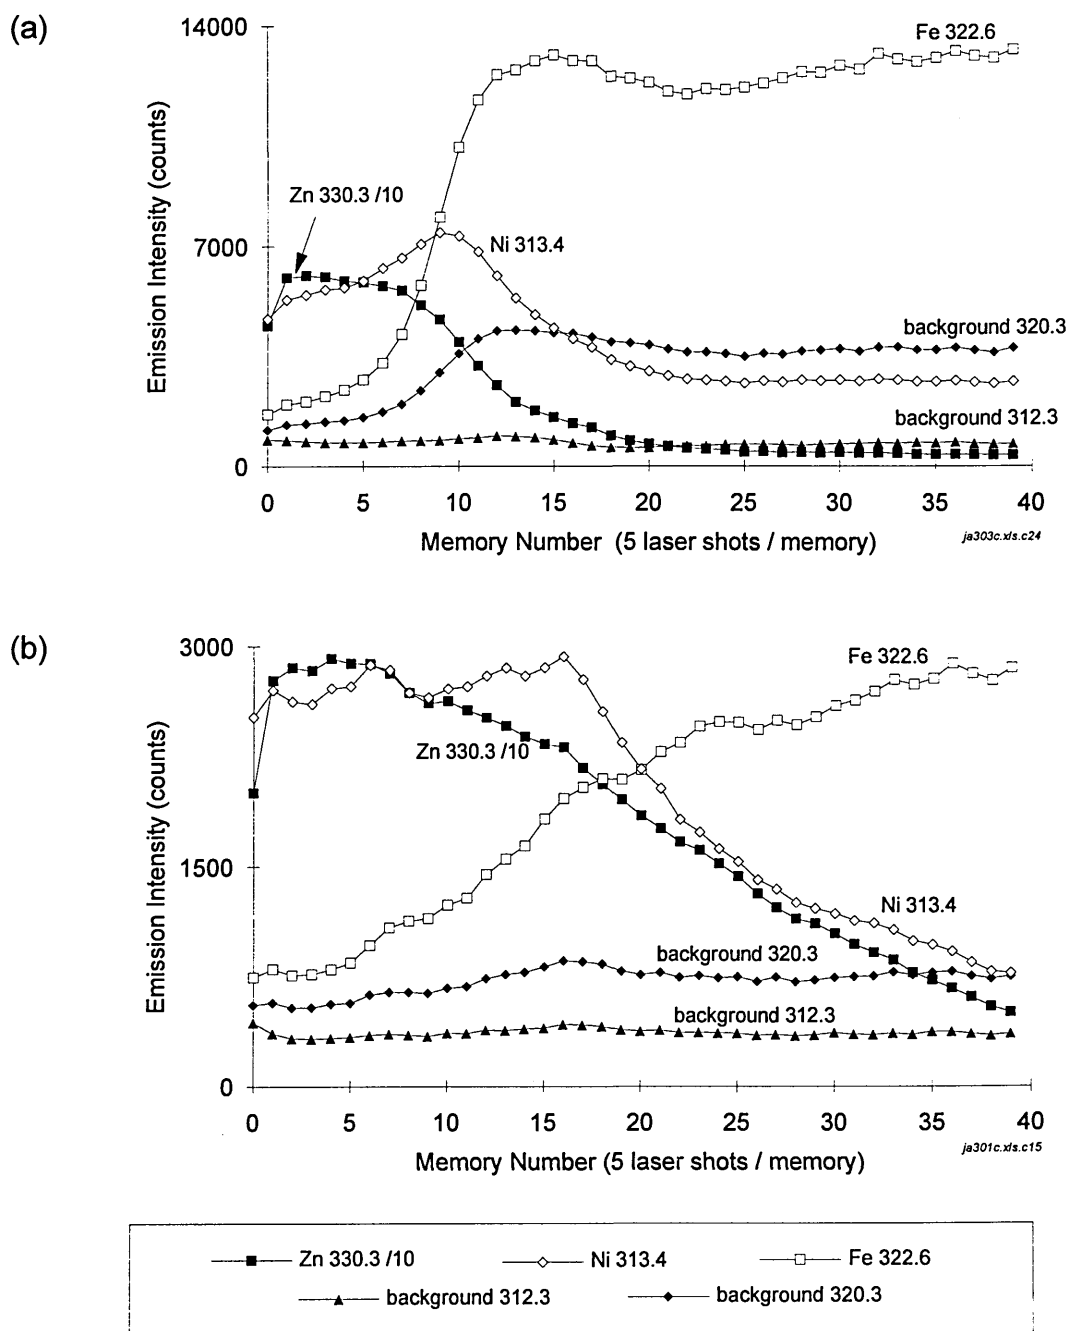 (a)
14000
7000
0
Emission Intensity (counts)
Fe 322.6
Zn 330.3 /10
Ni 313.4
background 320.3
background 312.3
0 5 10 15 20 25 30 35 40
Memory Number (5 laser shots / memory)
ja303c.xls.c24
(b)
3000
1500
0
Emisssion Intensity (counts)
Fe 322.6
Zn 330.3 /10
Ni 313.4
background 320.3
background 312.3
0 5 10 15 20 25 30 35 40
Memory Number (5 laser shots / memory)
ja301c.xls.c15
Zn 330.3 /10 Ni 313.4 Fe 322.6
background 312.3 background 320.3